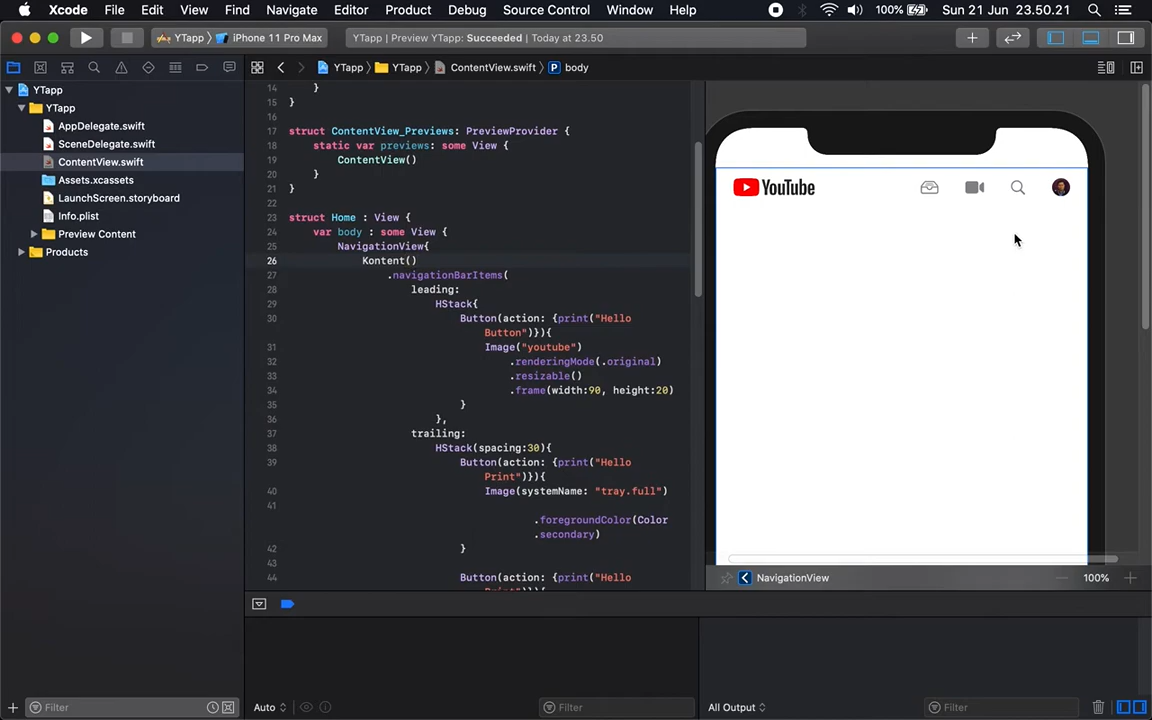 Xcode File Edit View Find Navigate Editor Product Debug Source Control Window Help 100% Sun 21 Jun 23.50.21
YTapp iPhone 11 Pro Max YTapp | Preview YTapp: Succeeded | Today at 23.50
YTapp YTapp ContentView.swift P body
YTapp
YTapp
AppDelegate.swift
SceneDelegate.swift
ContentView.swift
Assets.xcassets
LaunchScreen.storyboard
Info.plist
Preview Content
Products
14 }
15 }
16
17 struct ContentView_Previews: PreviewProvider {
18 static var previews: some View {
19 ContentView()
20 }
21 }
22
23 struct Home : View {
24 var body : some View {
25 NavigationView{
26 Kontent()
27 .navigationBarItems(
28 leading:
29 HStack{
30 Button(action: {print("Hello
Button")}){
31 Image("youtube")
32 .renderingMode(.original)
33 .resizable()
34 .frame(width:90, height:20)
35 }
36 },
37 trailing:
38 HStack(spacing:30){
39 Button(action: {print("Hello
Print")}){
40 Image(systemName: "tray.full")
41
.foregroundColor(Color
.secondary)
42 }
43
44 Button(action: {print("Hello
YouTube
NavigationView 100%
Filter Auto Filter All Output Filter